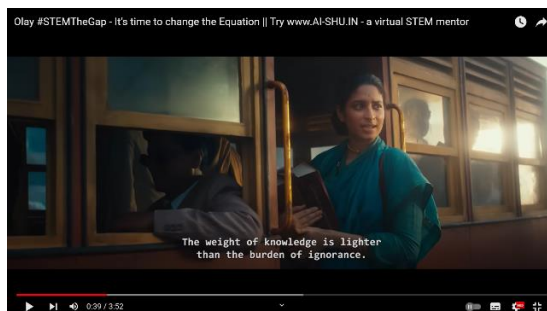 Olay #STEMTheGap - It's time to change the Equation || Try www.AI-SHU.IN - a virtual STEM mentor
The weight of knowledge is lighter
than the burden of ignorance.
0:39 / 3:52